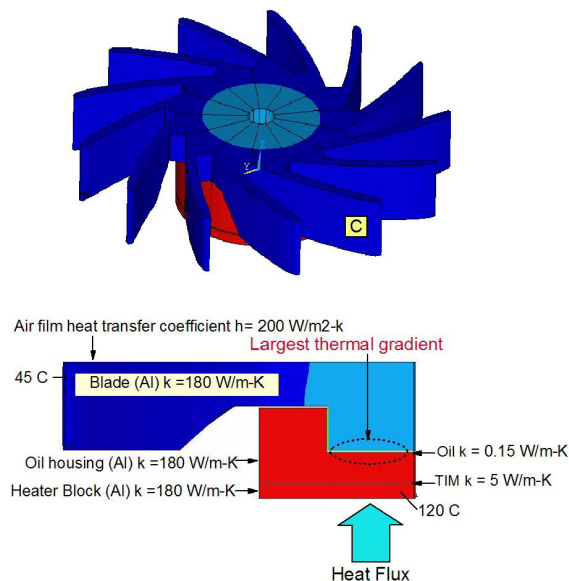 Z
Y
C
Air film heat transfer coefficient h= 200 W/m2-k
Largest thermal gradient
45 C
Blade (Al) k =180 W/m-K
Oil k = 0.15 W/m-K
Oil housing (Al) k =180 W/m-K
TIM k = 5 W/m-K
Heater Block (Al) k =180 W/m-K
120 C
Heat Flux